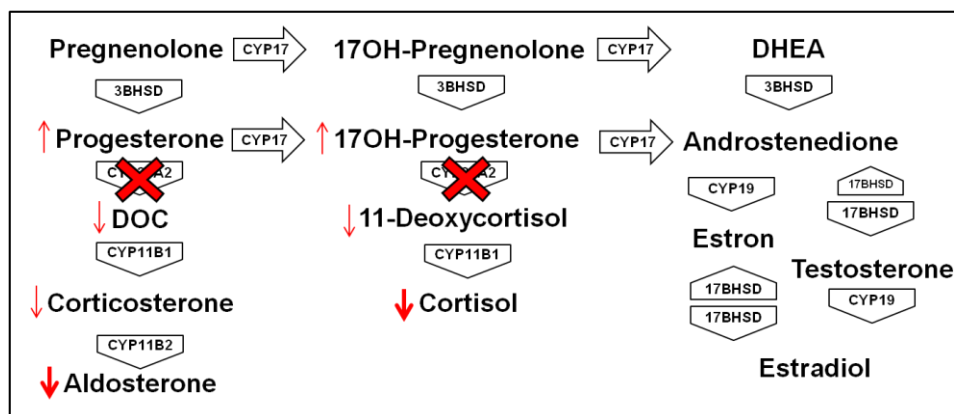 Pregnenolone CYP17 17OH-Pregnenolone CYP17 DHEA
3BHSD 3BHSD 3BHSD
Progesterone CYP17 17OH-Progesterone CYP17 Androstenedione
CYP19 17BHSD
17BHSD
DOC 11-Deoxycortisol
Estron
CYP11B1 CYP11B1
Testosterone
17BHSD
CYP19
Corticosterone Cortisol
17BHSD
CYP11B2
Estradiol
Aldosterone